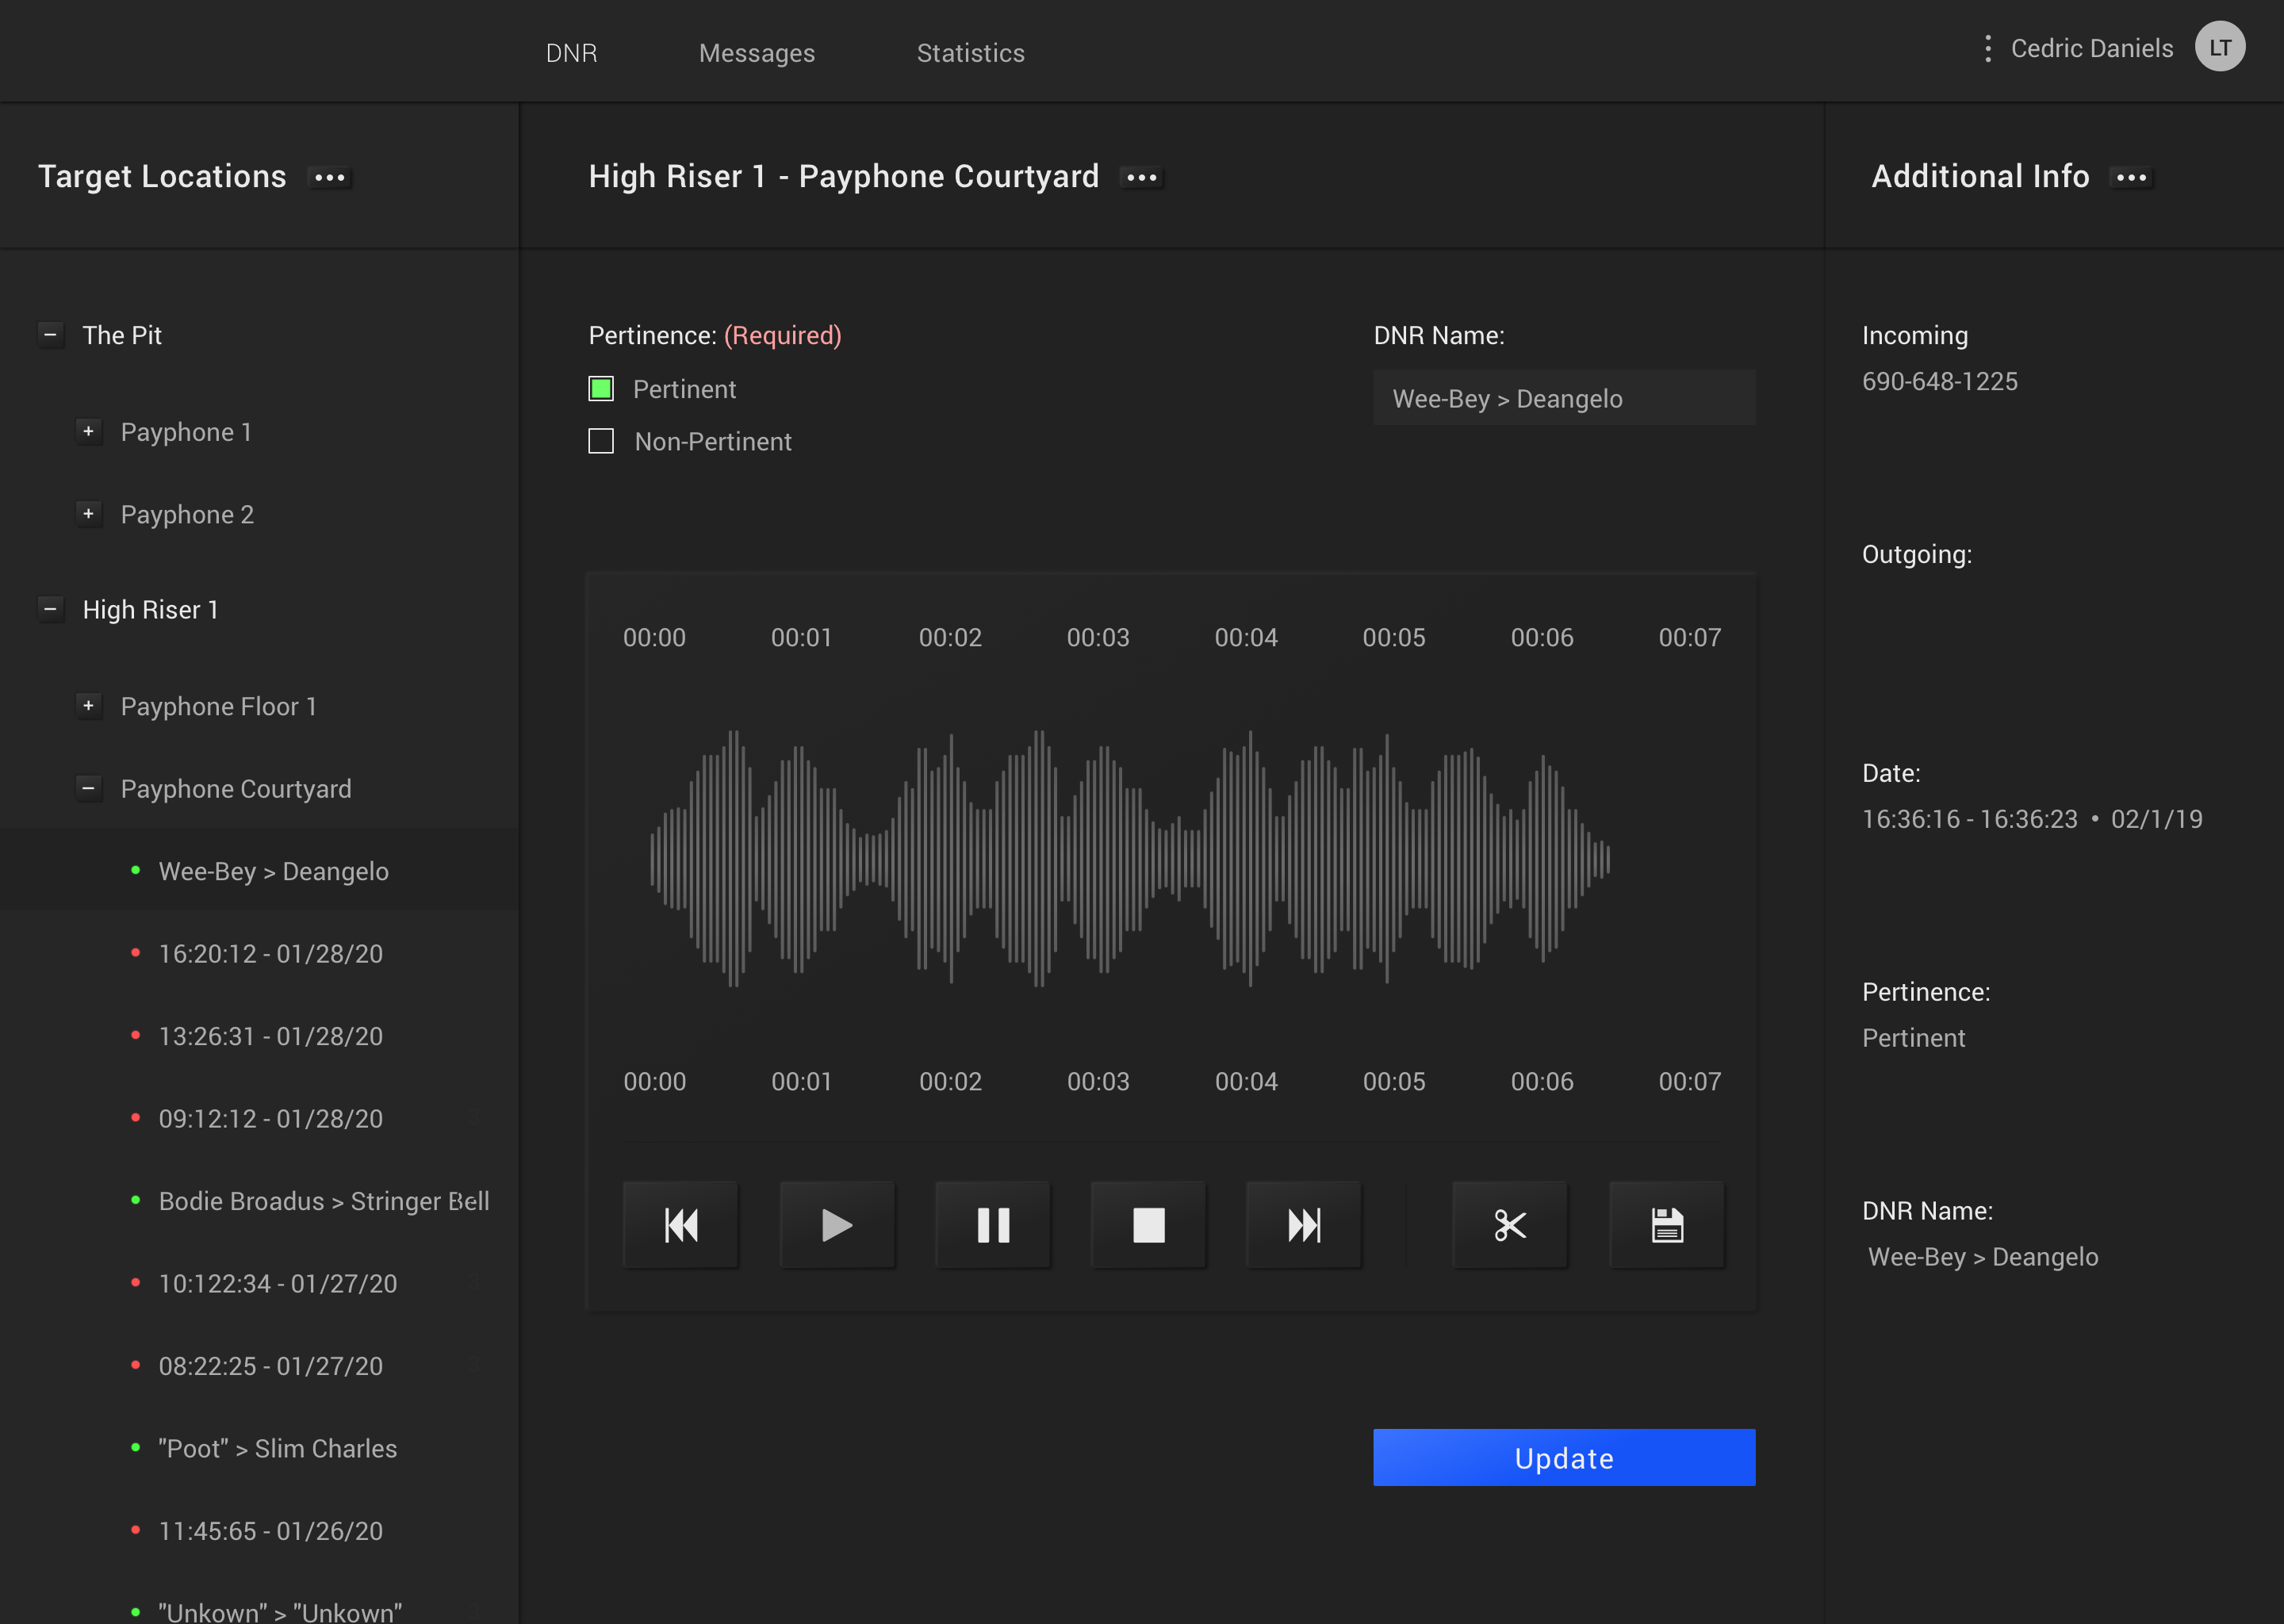 DNR Messages Statistics
Cedric Daniels LT
Target Locations
The Pit
Payphone 1
Payphone 2
High Riser 1
Payphone Floor 1
Payphone Courtyard
Wee-Bey > Deangelo
16:20:12 - 01/28/20
13:26:31 - 01/28/20
09:12:12 - 01/28/20
Bodie Broadus > Stringer Bell
10:122:34 - 01/27/20
08:22:25 - 01/27/20
"Poot" > Slim Charles
11:45:65 - 01/26/20
"Unkown" > "Unkown"
High Riser 1 - Payphone Courtyard
Pertinence: (Required)
Pertinent
Non-Pertinent
DNR Name:
Wee-Bey > Deangelo
00:00 00:01 00:02 00:03 00:04 00:05 00:06 00:07
00:00 00:01 00:02 00:03 00:04 00:05 00:06 00:07
Update
Additional Info
Incoming
690-648-1225
Outgoing:
Date:
16:36:16 - 16:36:23 • 02/1/19
Pertinence:
Pertinent
DNR Name:
Wee-Bey > Deangelo